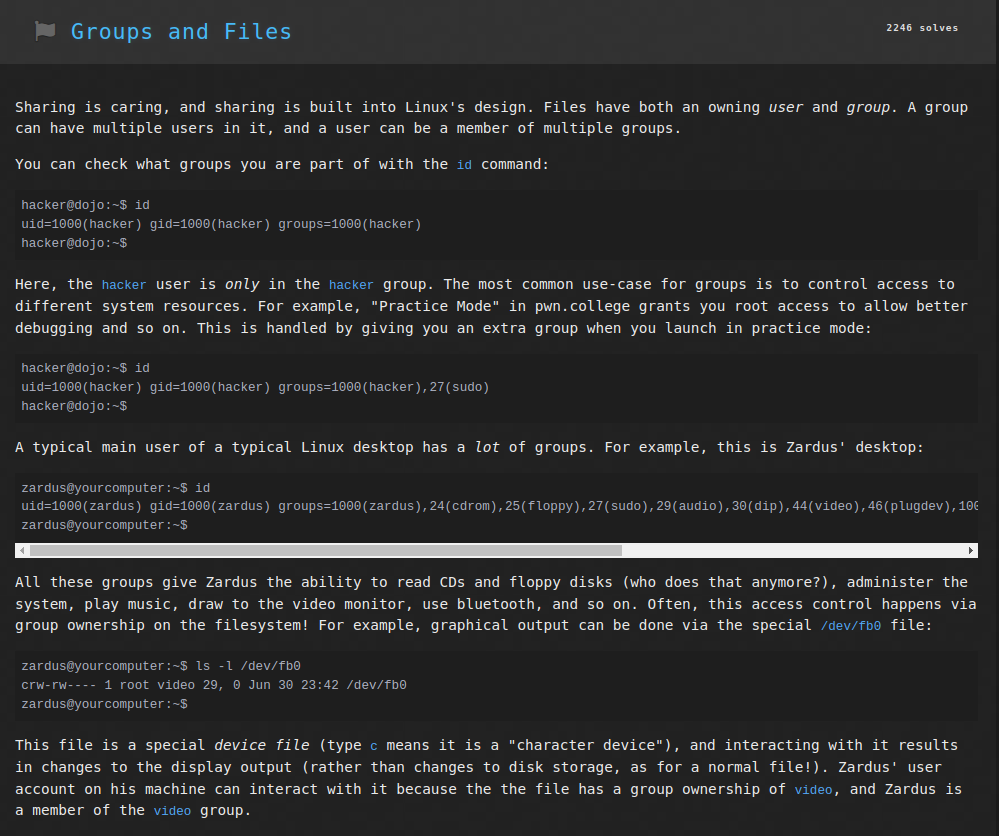 Groups and Files
2246 solves
Sharing is caring, and sharing is built into Linux's design. Files have both an owning user and group. A group
can have multiple users in it, and a user can be a member of multiple groups.
You can check what groups you are part of with the id command:
hacker@dojo:~$ id
uid=1000(hacker) gid=1000(hacker) groups=1000(hacker)
hacker@dojo:~$
Here, the hacker user is only in the hacker group. The most common use-case for groups is to control access to
different system resources. For example, "Practice Mode" in pwn.college grants you root access to allow better
debugging and so on. This is handled by giving you an extra group when you launch in practice mode:
hacker@dojo:~$ id
uid=1000(hacker) gid=1000(hacker) groups=1000(hacker),27(sudo)
hacker@dojo:~$
A typical main user of a typical Linux desktop has a lot of groups. For example, this is Zardus' desktop:
zardus@yourcomputer:~$ id
uid=1000(zardus) gid=1000(zardus) groups=1000(zardus),24(cdrom),25(floppy),27(sudo),29(audio),30(dip),44(video),46(plugdev),100
zardus@yourcomputer:~$
All these groups give Zardus the ability to read CDs and floppy disks (who does that anymore?), administer the
system, play music, draw to the video monitor, use bluetooth, and so on. Often, this access control happens via
group ownership on the filesystem! For example, graphical output can be done via the special /dev/fb0 file:
zardus@yourcomputer:~$ ls -l /dev/fb0
crw-rw---- 1 root video 29, 0 Jun 30 23:42 /dev/fb0
zardus@yourcomputer:~$
This file is a special device file (type c means it is a "character device"), and interacting with it results
in changes to the display output (rather than changes to disk storage, as for a normal file!). Zardus' user
account on his machine can interact with it because the the file has a group ownership of video, and Zardus is
a member of the video group.